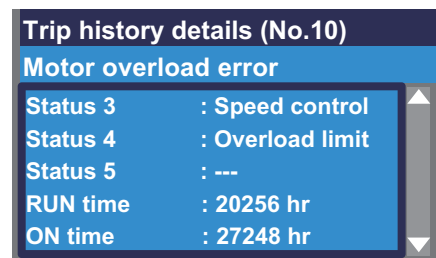 Trip history details (No.10)
Motor overload error
Status 3 : Speed control
Status 4 : Overload limit
Status 5 : ---
RUN time : 20256 hr
ON time : 27248 hr